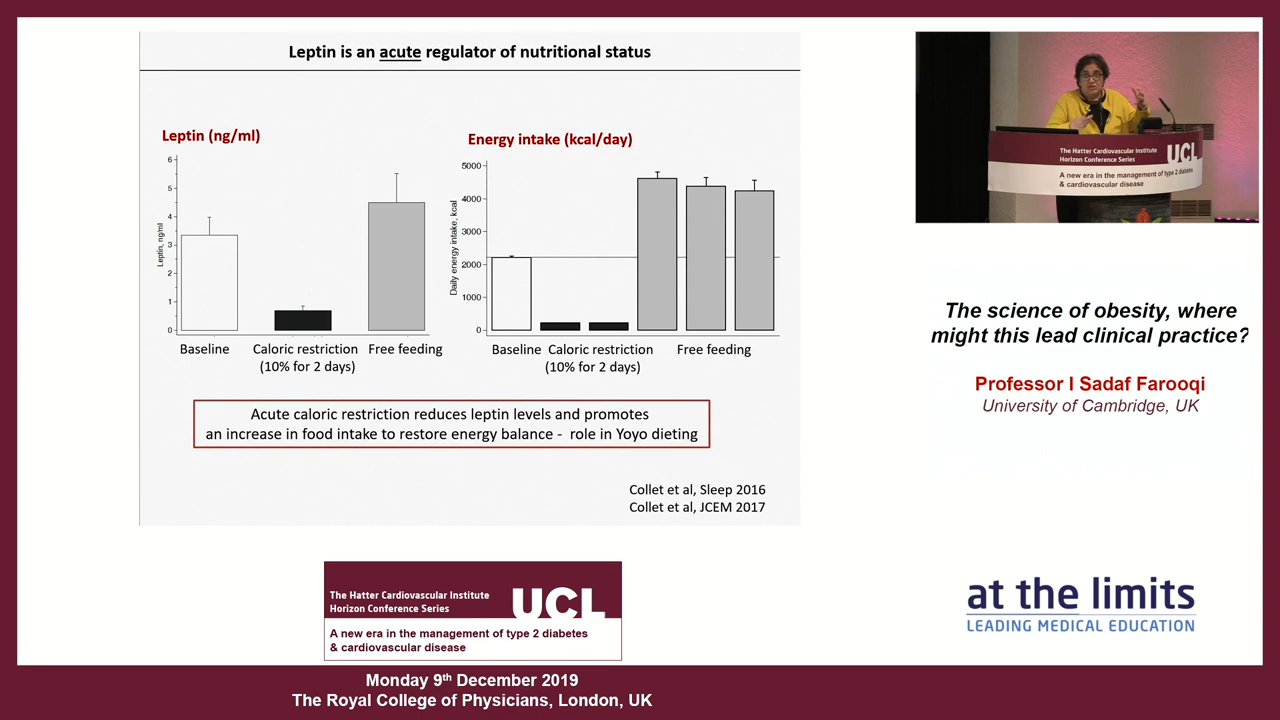 Leptin is an acute regulator of nutritional status
Leptin (ng/ml)
6
5
4
3
2
1
0
Leptin, ng/ml
Baseline
Caloric restriction
(10% for 2 days)
Free feeding
Energy intake (kcal/day)
5000
4000
3000
2000
1000
0
Daily energy intake, kcal
Baseline
Caloric restriction
(10% for 2 days)
Free feeding
Acute caloric restriction reduces leptin levels and promotes
an increase in food intake to restore energy balance - role in Yoyo dieting
Collet et al, Sleep 2016
Collet et al, JCEM 2017
The Hatter Cardiovascular Institute
Horizon Conference Series
UCL
A new era in the management of type 2 diabetes
& cardiovascular disease
The science of obesity, where
might this lead clinical practice?
Professor I Sadaf Farooqi
University of Cambridge, UK
at the limits
LEADING MEDICAL EDUCATION
The Hatter Cardiovascular Institute
Horizon Conference Series
UCL
A new era in the management of type 2 diabetes
& cardiovascular disease
Monday 9th December 2019
The Royal College of Physicians, London, UK